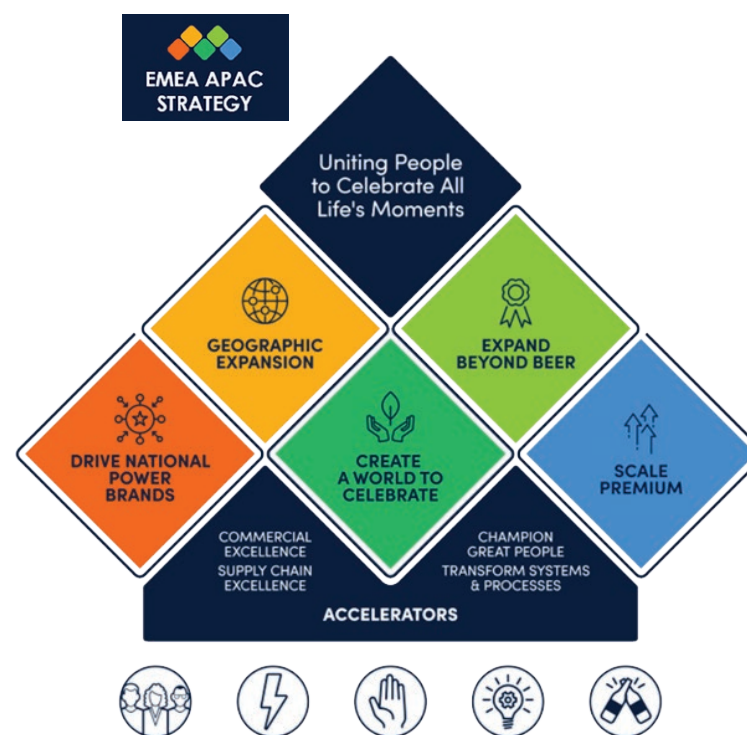 EMEA APAC
STRATEGY
Uniting People
to Celebrate All
Life's Moments
GEOGRAPHIC
EXPANSION
EXPAND
BEYOND BEER
DRIVE NATIONAL
POWER
BRANDS
CREATE
A WORLD TO
CELEBRATE
SCALE
PREMIUM
COMMERCIAL
EXCELLENCE
SUPPLY CHAIN
EXCELLENCE
CHAMPION
GREAT PEOPLE
TRANSFORM SYSTEMS
& PROCESSES
ACCELERATORS